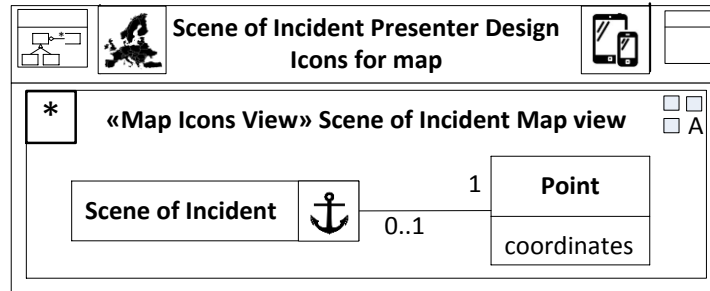 Scene of Incident Presenter Design
Icons for map
* «Map Icons View» Scene of Incident Map view A
Scene of Incident
0..1
1
Point
coordinates